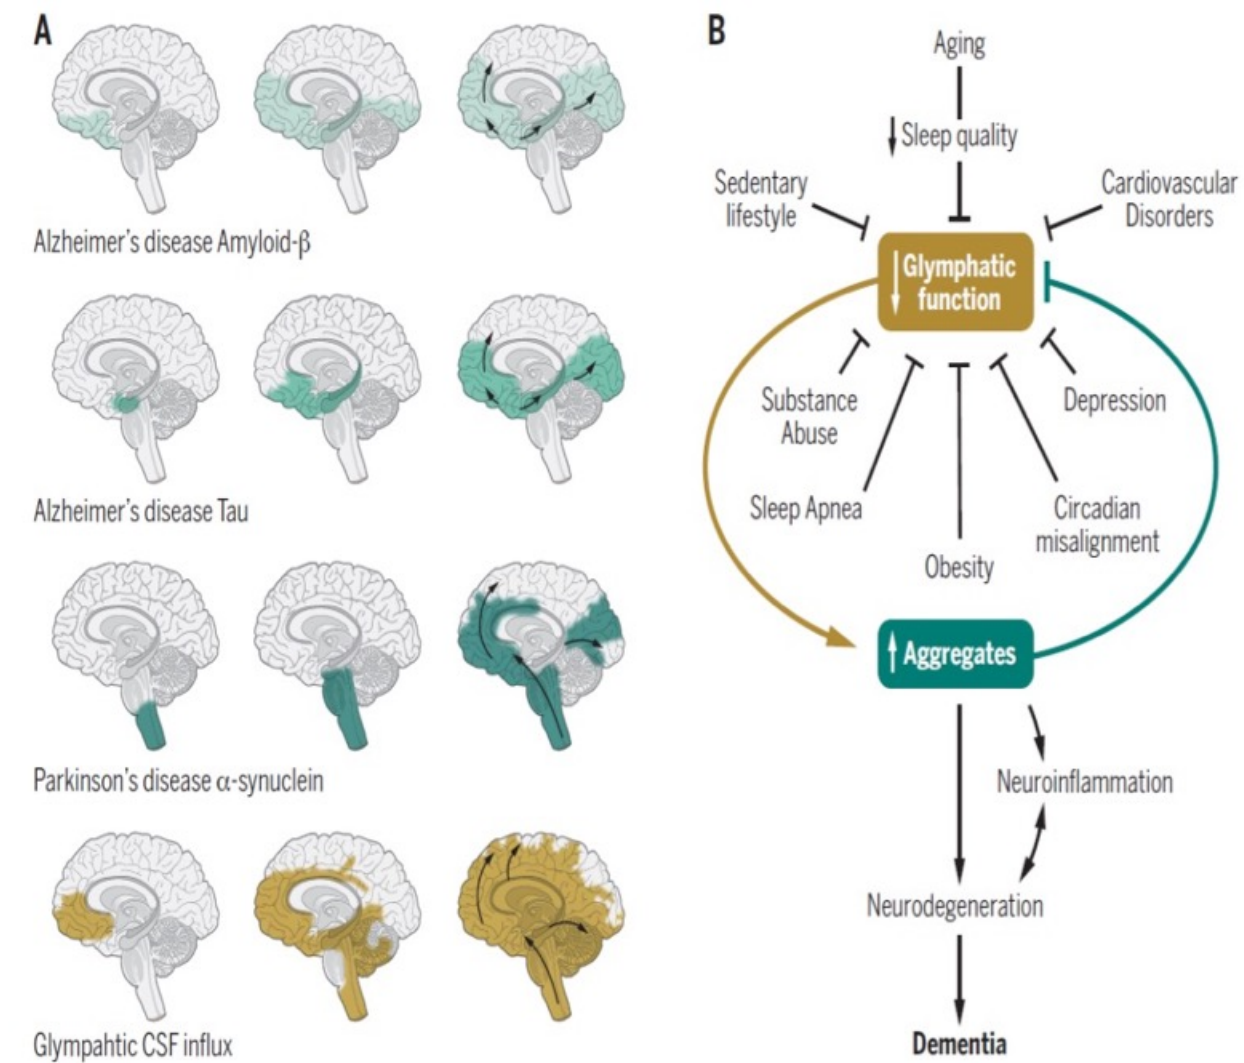 A
Alzheimer's disease Amyloid-β
Alzheimer's disease Tau
Parkinson's disease α-synuclein
Glympahtic CSF influx
B
Aging
Sleep quality
Sedentary
lifestyle
Cardiovascular
Disorders
Glymphatic
function
Substance
Abuse
Depression
Sleep Apnea
Circadian
misalignment
Obesity
Aggregates
Neuroinflammation
Neurodegeneration
Dementia